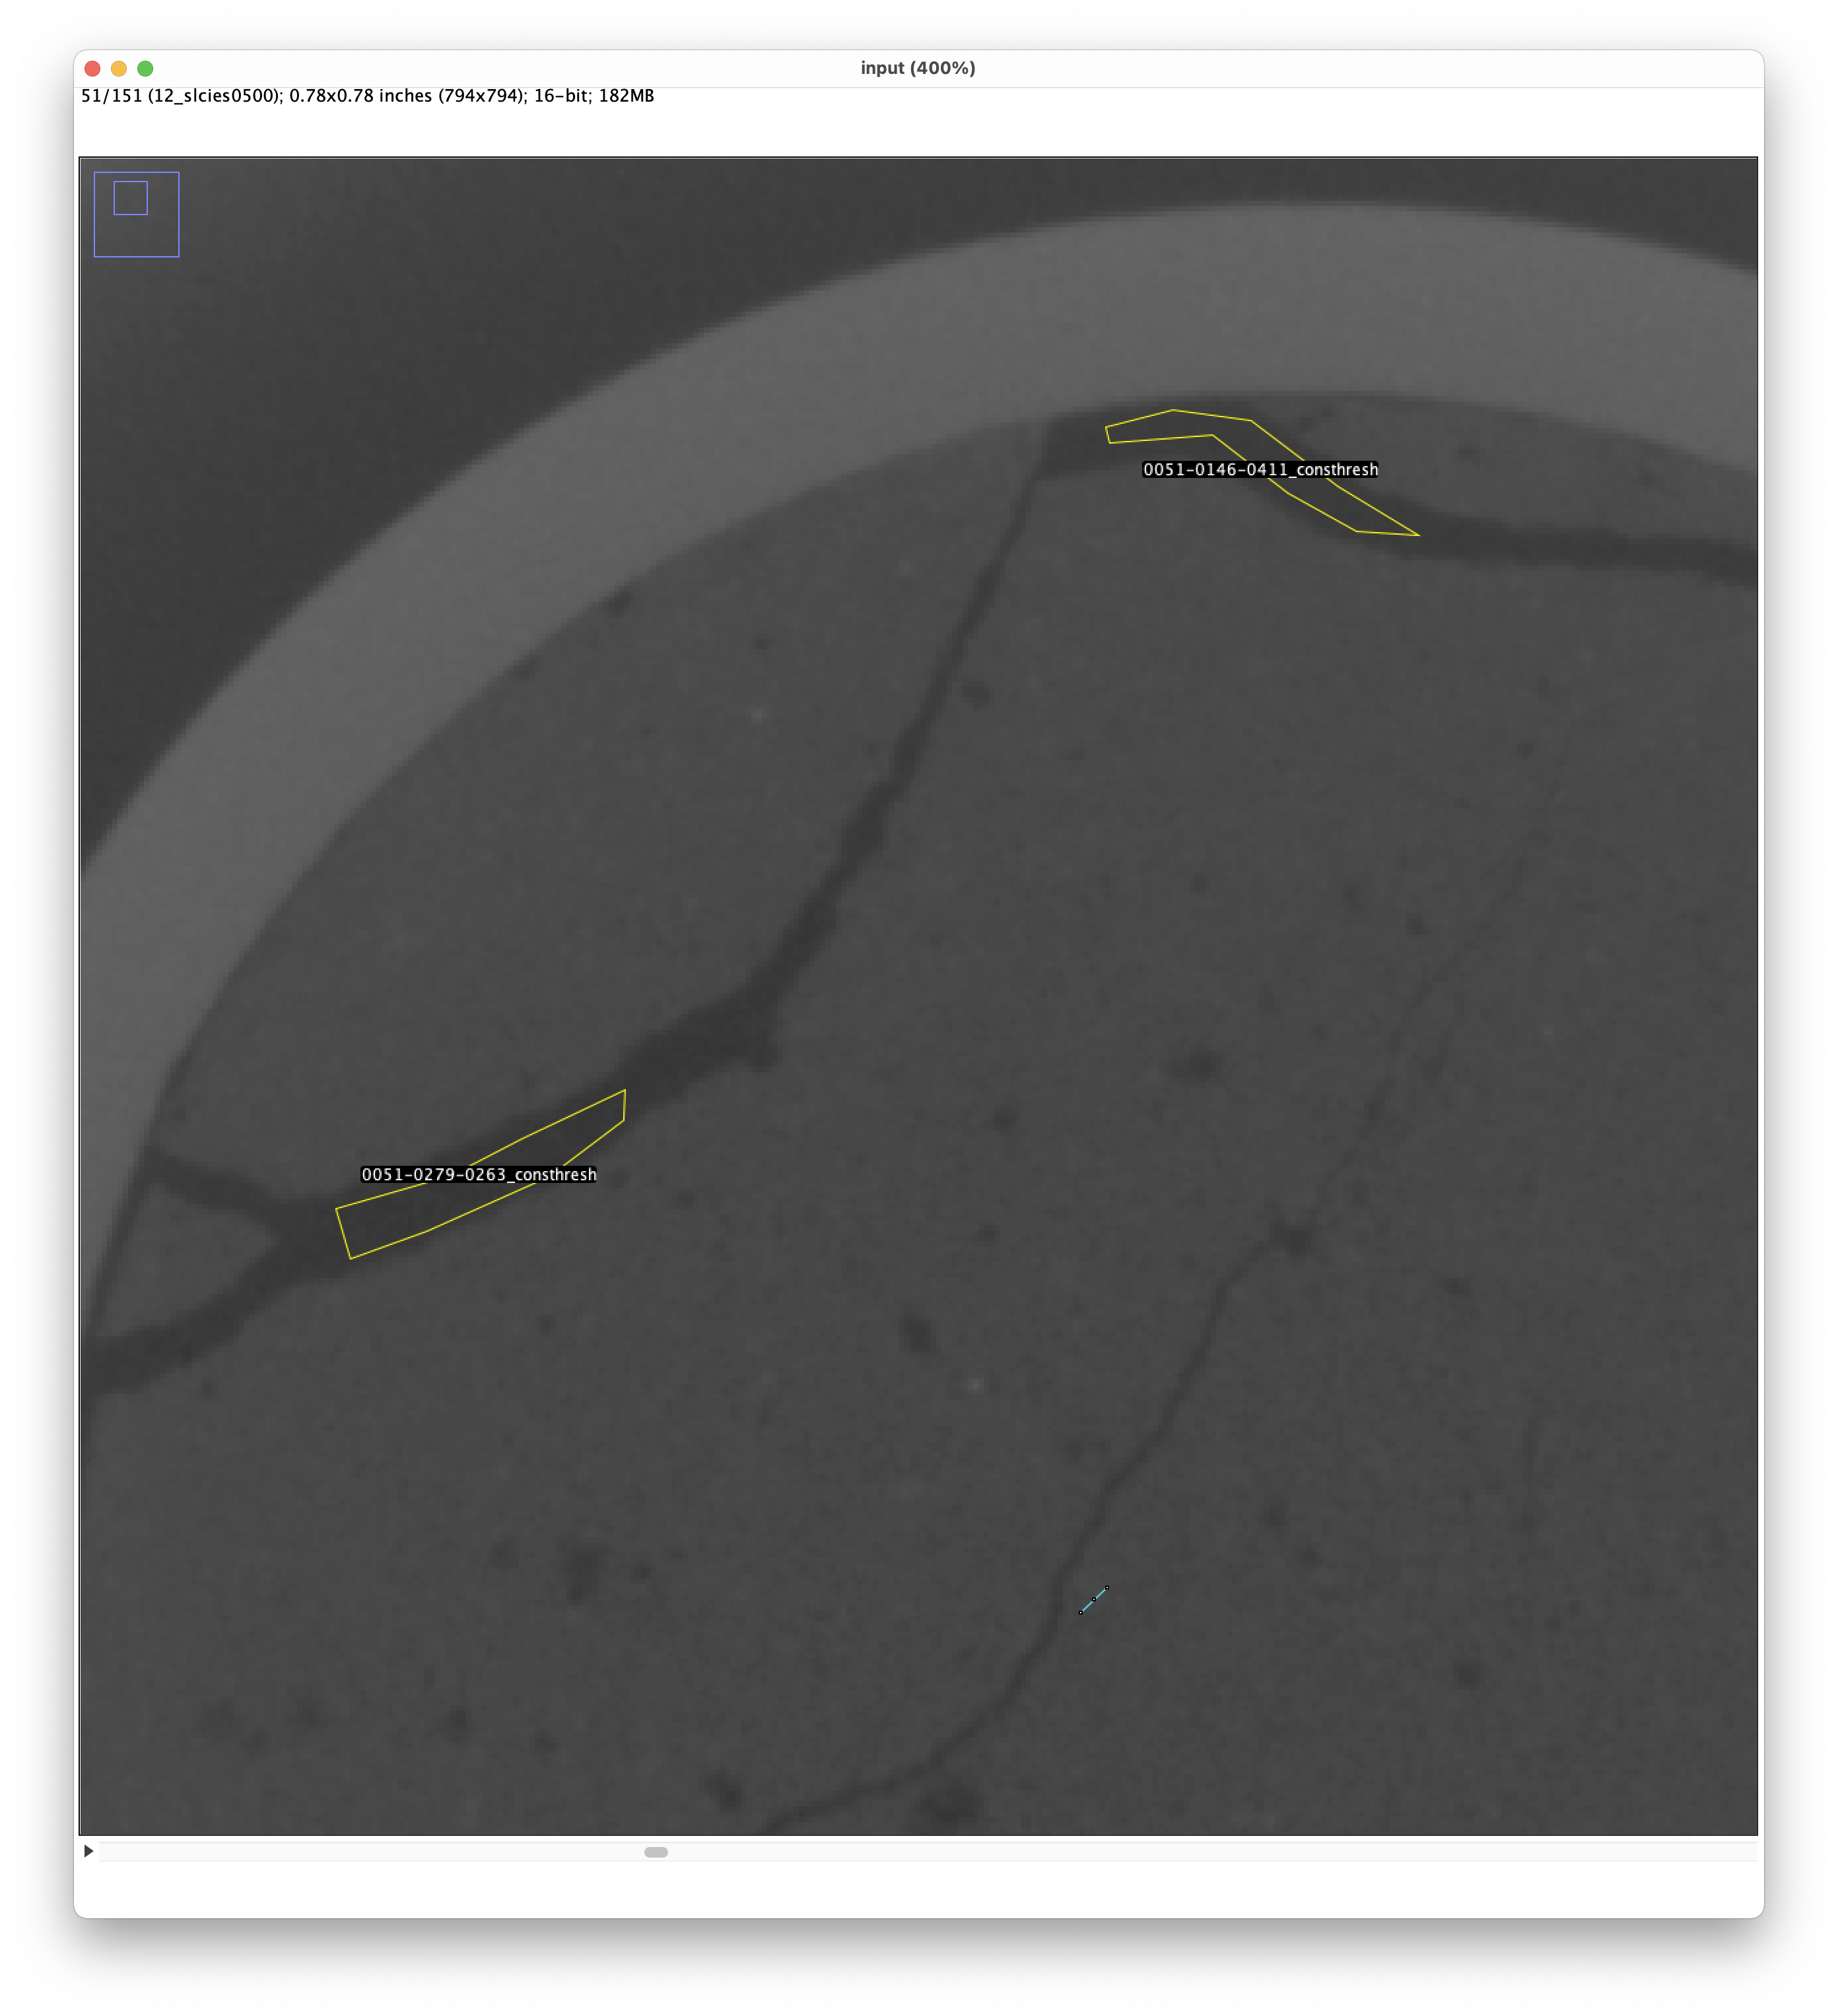 input (400%)
51/151 (12_slcies0500); 0.78x0.78 inches (794x794); 16-bit; 182MB
0051-0146-0411_consthresh
0051-0279-0263_consthresh